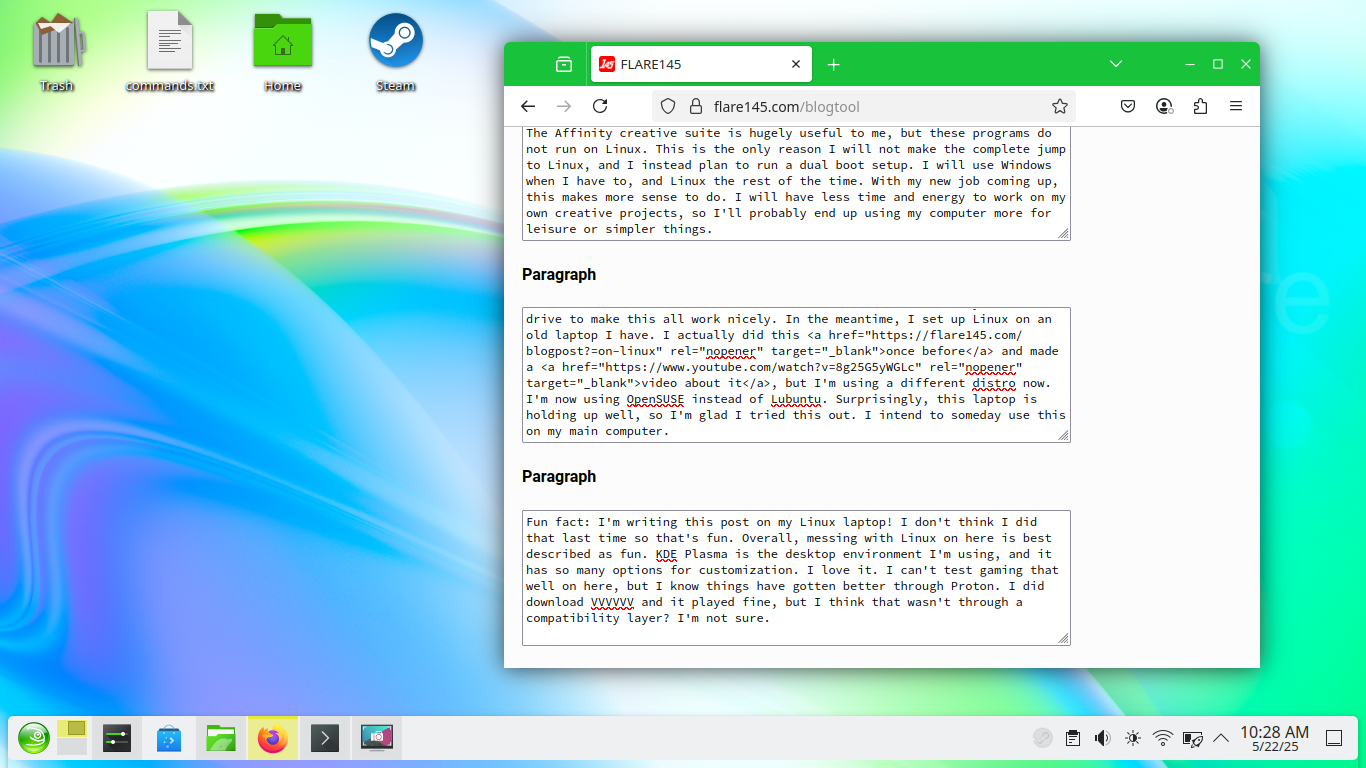 Trash
commands.txt
Home
Steam
FLARE145
flare145.com/blogtool
The Affinity creative suite is hugely useful to me, but these programs do
not run on Linux. This is the only reason I will not make the complete jump
to Linux, and I instead plan to run a dual boot setup. I will use Windows
when I have to, and Linux the rest of the time. With my new job coming up,
this makes more sense to do. I will have less time and energy to work on my
own creative projects, so I'll probably end up using my computer more for
leisure or simpler things.
Paragraph
drive to make this all work nicely. In the meantime, I set up Linux on an
old laptop I have. I actually did this <a href="https://flare145.com/
blogpost?=on-linux" rel="nopener" target="_blank">once before</a> and made
a <a href="https://www.youtube.com/watch?v=8g25G5yWGLc" rel="nopener"
target="_blank">video about it</a>, but I'm using a different distro now.
I'm now using OpenSUSE instead of Lubuntu. Surprisingly, this laptop is
holding up well, so I'm glad I tried this out. I intend to someday use this
on my main computer.
Paragraph
Fun fact: I'm writing this post on my Linux laptop! I don't think I did
that last time so that's fun. Overall, messing with Linux on here is best
described as fun. KDE Plasma is the desktop environment I'm using, and it
has so many options for customization. I love it. I can't test gaming that
well on here, but I know things have gotten better through Proton. I did
download VVVVVV and it played fine, but I think that wasn't through a
compatibility layer? I'm not sure.
10:28 AM
5/22/25